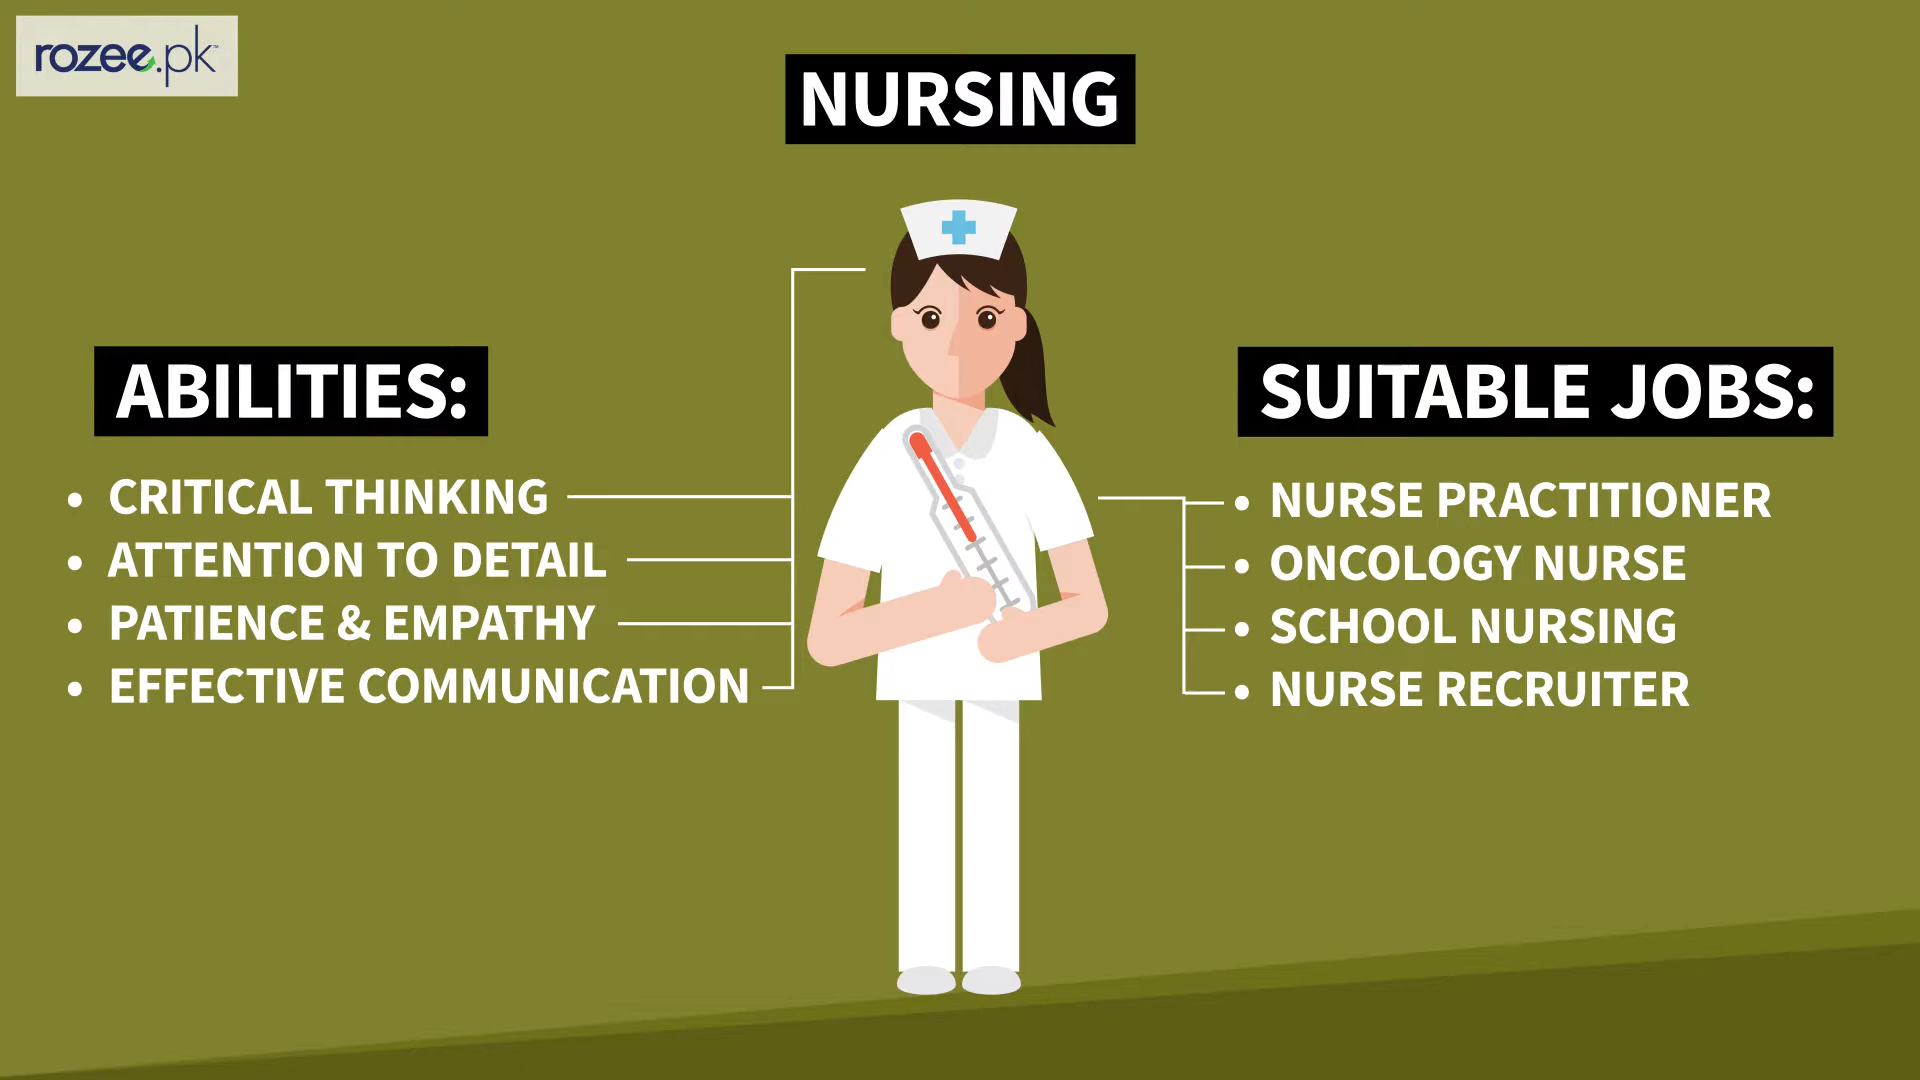 rozee.pk™
NURSING
ABILITIES:
• CRITICAL THINKING
• ATTENTION TO DETAIL
• PATIENCE & EMPATHY
• EFFECTIVE COMMUNICATION
SUITABLE JOBS:
• NURSE PRACTITIONER
• ONCOLOGY NURSE
• SCHOOL NURSING
• NURSE RECRUITER